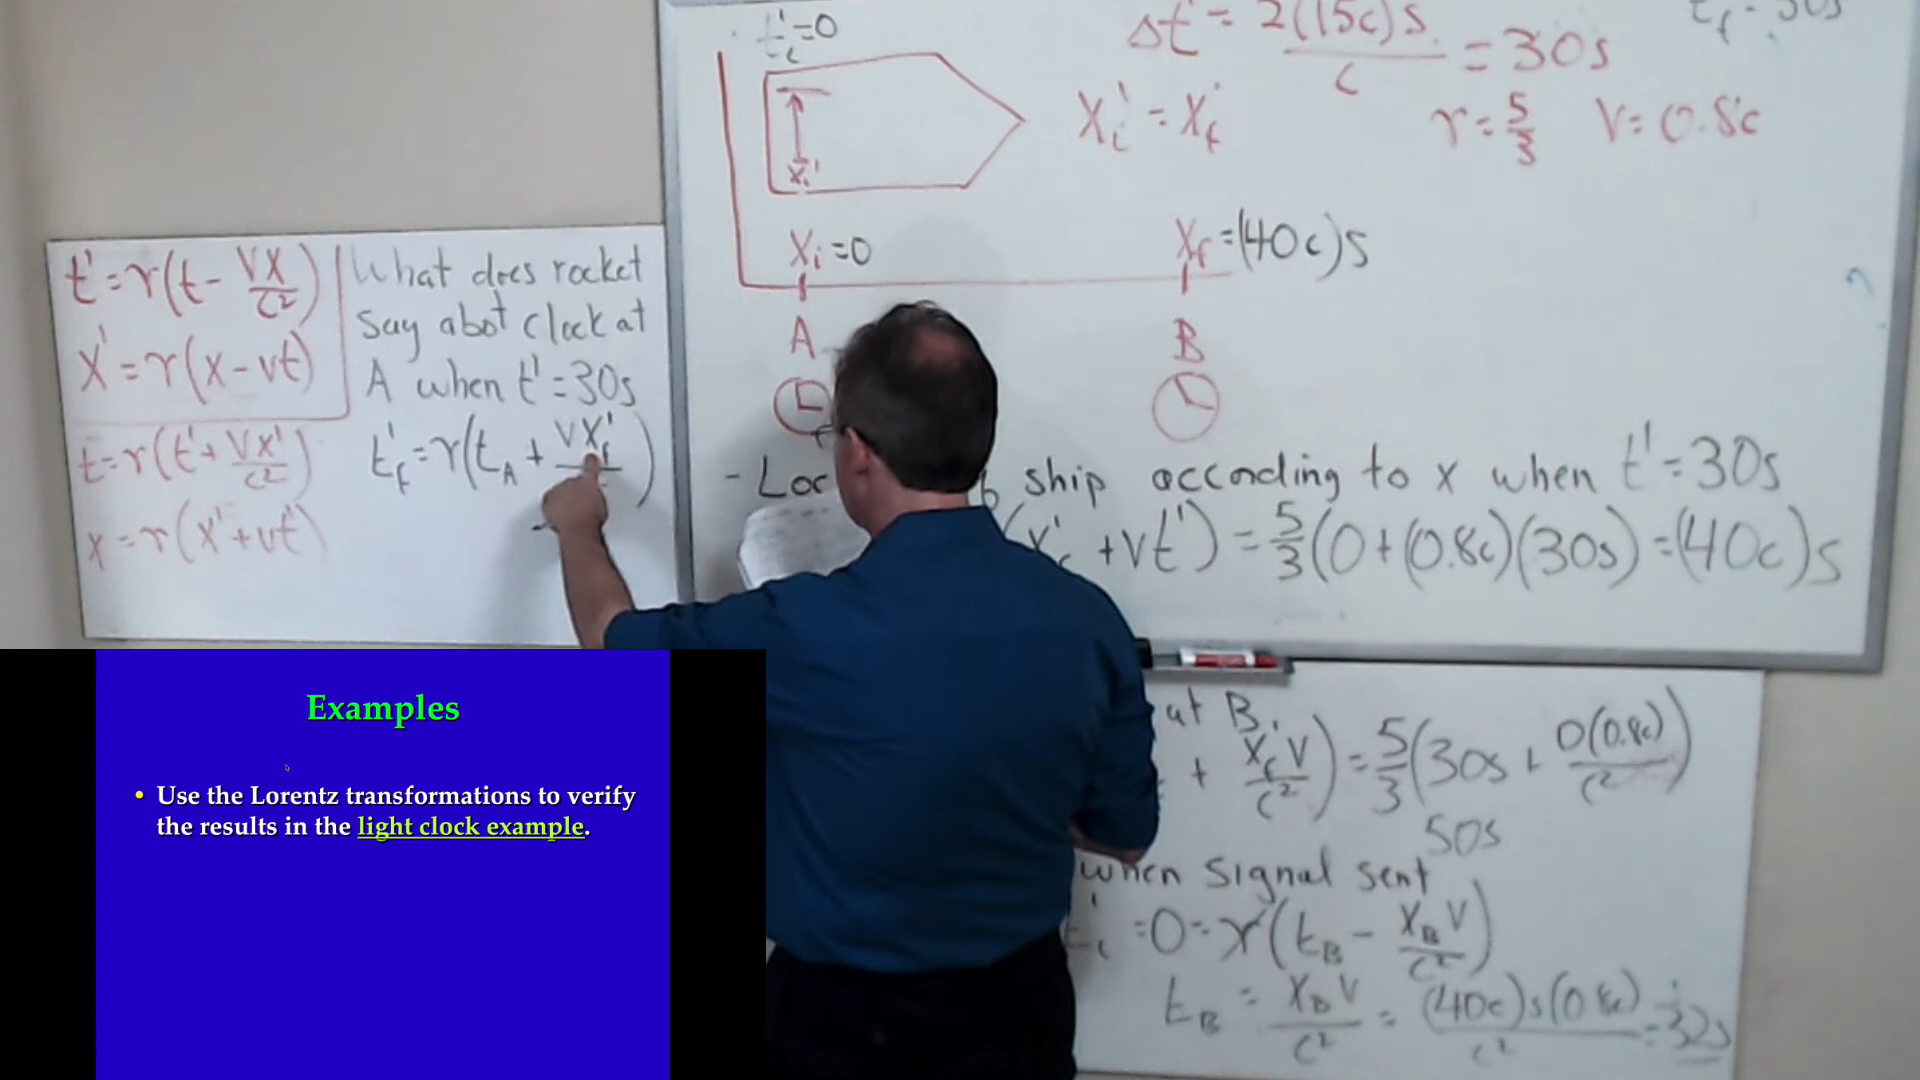 t'=γ(t - VX/C²)
X'=γ(X-vt)
t=γ(t'+ VX'/C²)
X=γ(X'+vt')
What does rocket
say abot clock at
A when t'=30s
t'f=γ(tA + VX'f
t'i=0
X'i
Δt'= 2(15c)s/c =30s
X'i = X'f
γ= 5/3 V=0.8c
Xi=0
Xf=(40c)s
A
B
ship according to x when t'=30s
+vt') = 5/3(0+(0.8c)(30s)=(40c)s
at B.
+ X'f V/C²) = 5/3(30s + 0(0.8c)/C²)
50s
when signal sent
t'i=0=γ(tB - XBV/C²)
tB = XBV/C² = (40c)s(0.8c)/C² =32s
Examples
• Use the Lorentz transformations to verify
the results in the light clock example.